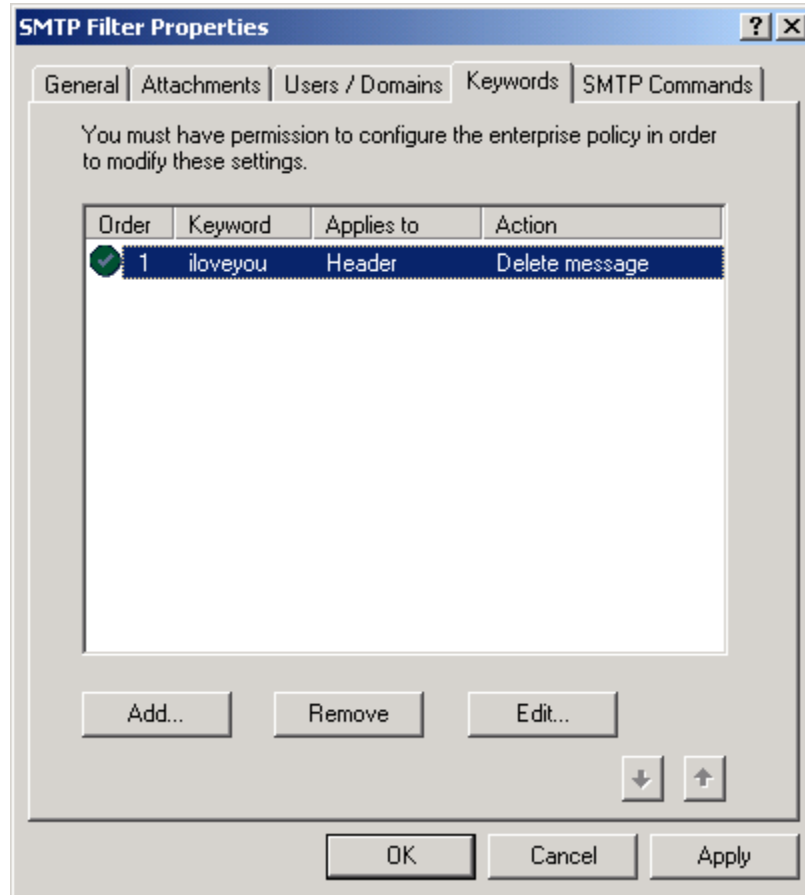 SMTP Filter Properties
General Attachments Users / Domains Keywords SMTP Commands
You must have permission to configure the enterprise policy in order
to modify these settings.
Order Keyword Applies to Action
1 iloveyou Header Delete message
Add... Remove Edit...
OK Cancel Apply